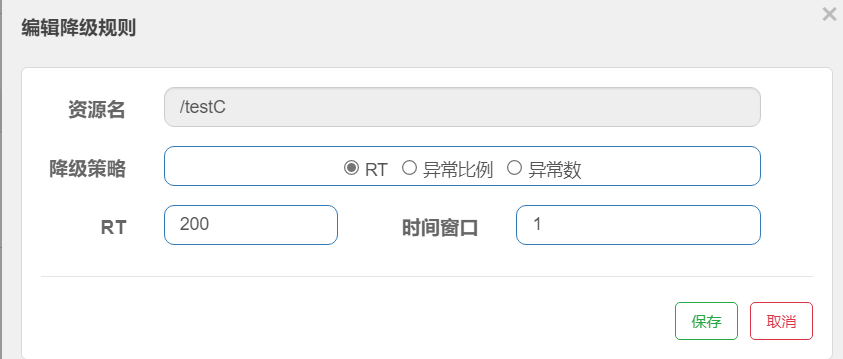 编辑降级规则 ×
资源名 /testC
降级策略 RT 异常比例 异常数
RT 200 时间窗口 1
保存 取消